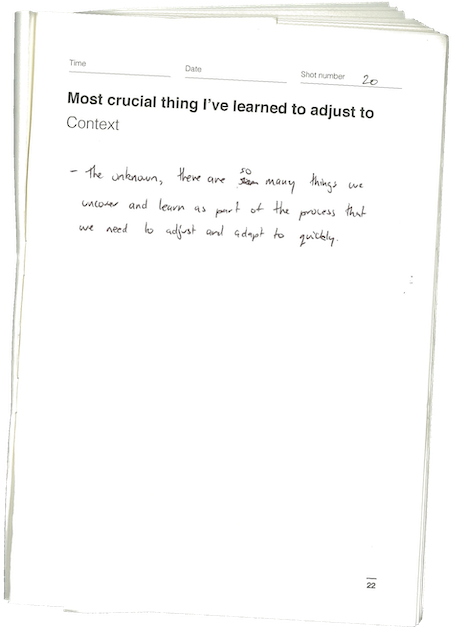 Time
Date
Shot number 20
Most crucial thing I've learned to adjust to
Context
- The unknown, there are so many things we
uncover and learn as part of the process that
we need to adjust and adapt to quickly.
22